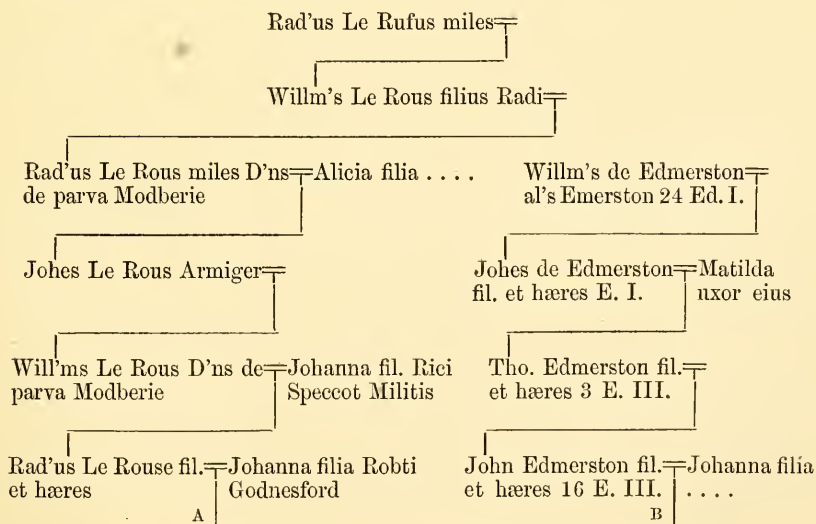 Rad'us Le Rufus miles
Willm's Le Rous filius Radi
Rad'us Le Rous miles D'ns
de parva Modberie
Alicia filia . . . .
Willm's de Edmerston
al's Emerston 24 Ed. I.
Johes Le Rous Armiger
Johes de Edmerston
fil. et hæres E. I.
Matilda
uxor eius
Will'ms Le Rous D'ns de
parva Modberie
Johanna fil. Rici
Speccot Militis
Tho. Edmerston fil.
et hæres 3 E. III.
Rad'us Le Rouse fil.
et hæres
Johanna filia Robti
Godnesford
John Edmerston fil.
et hæres 16 E. III.
Johanna filia
. . . .
A
B